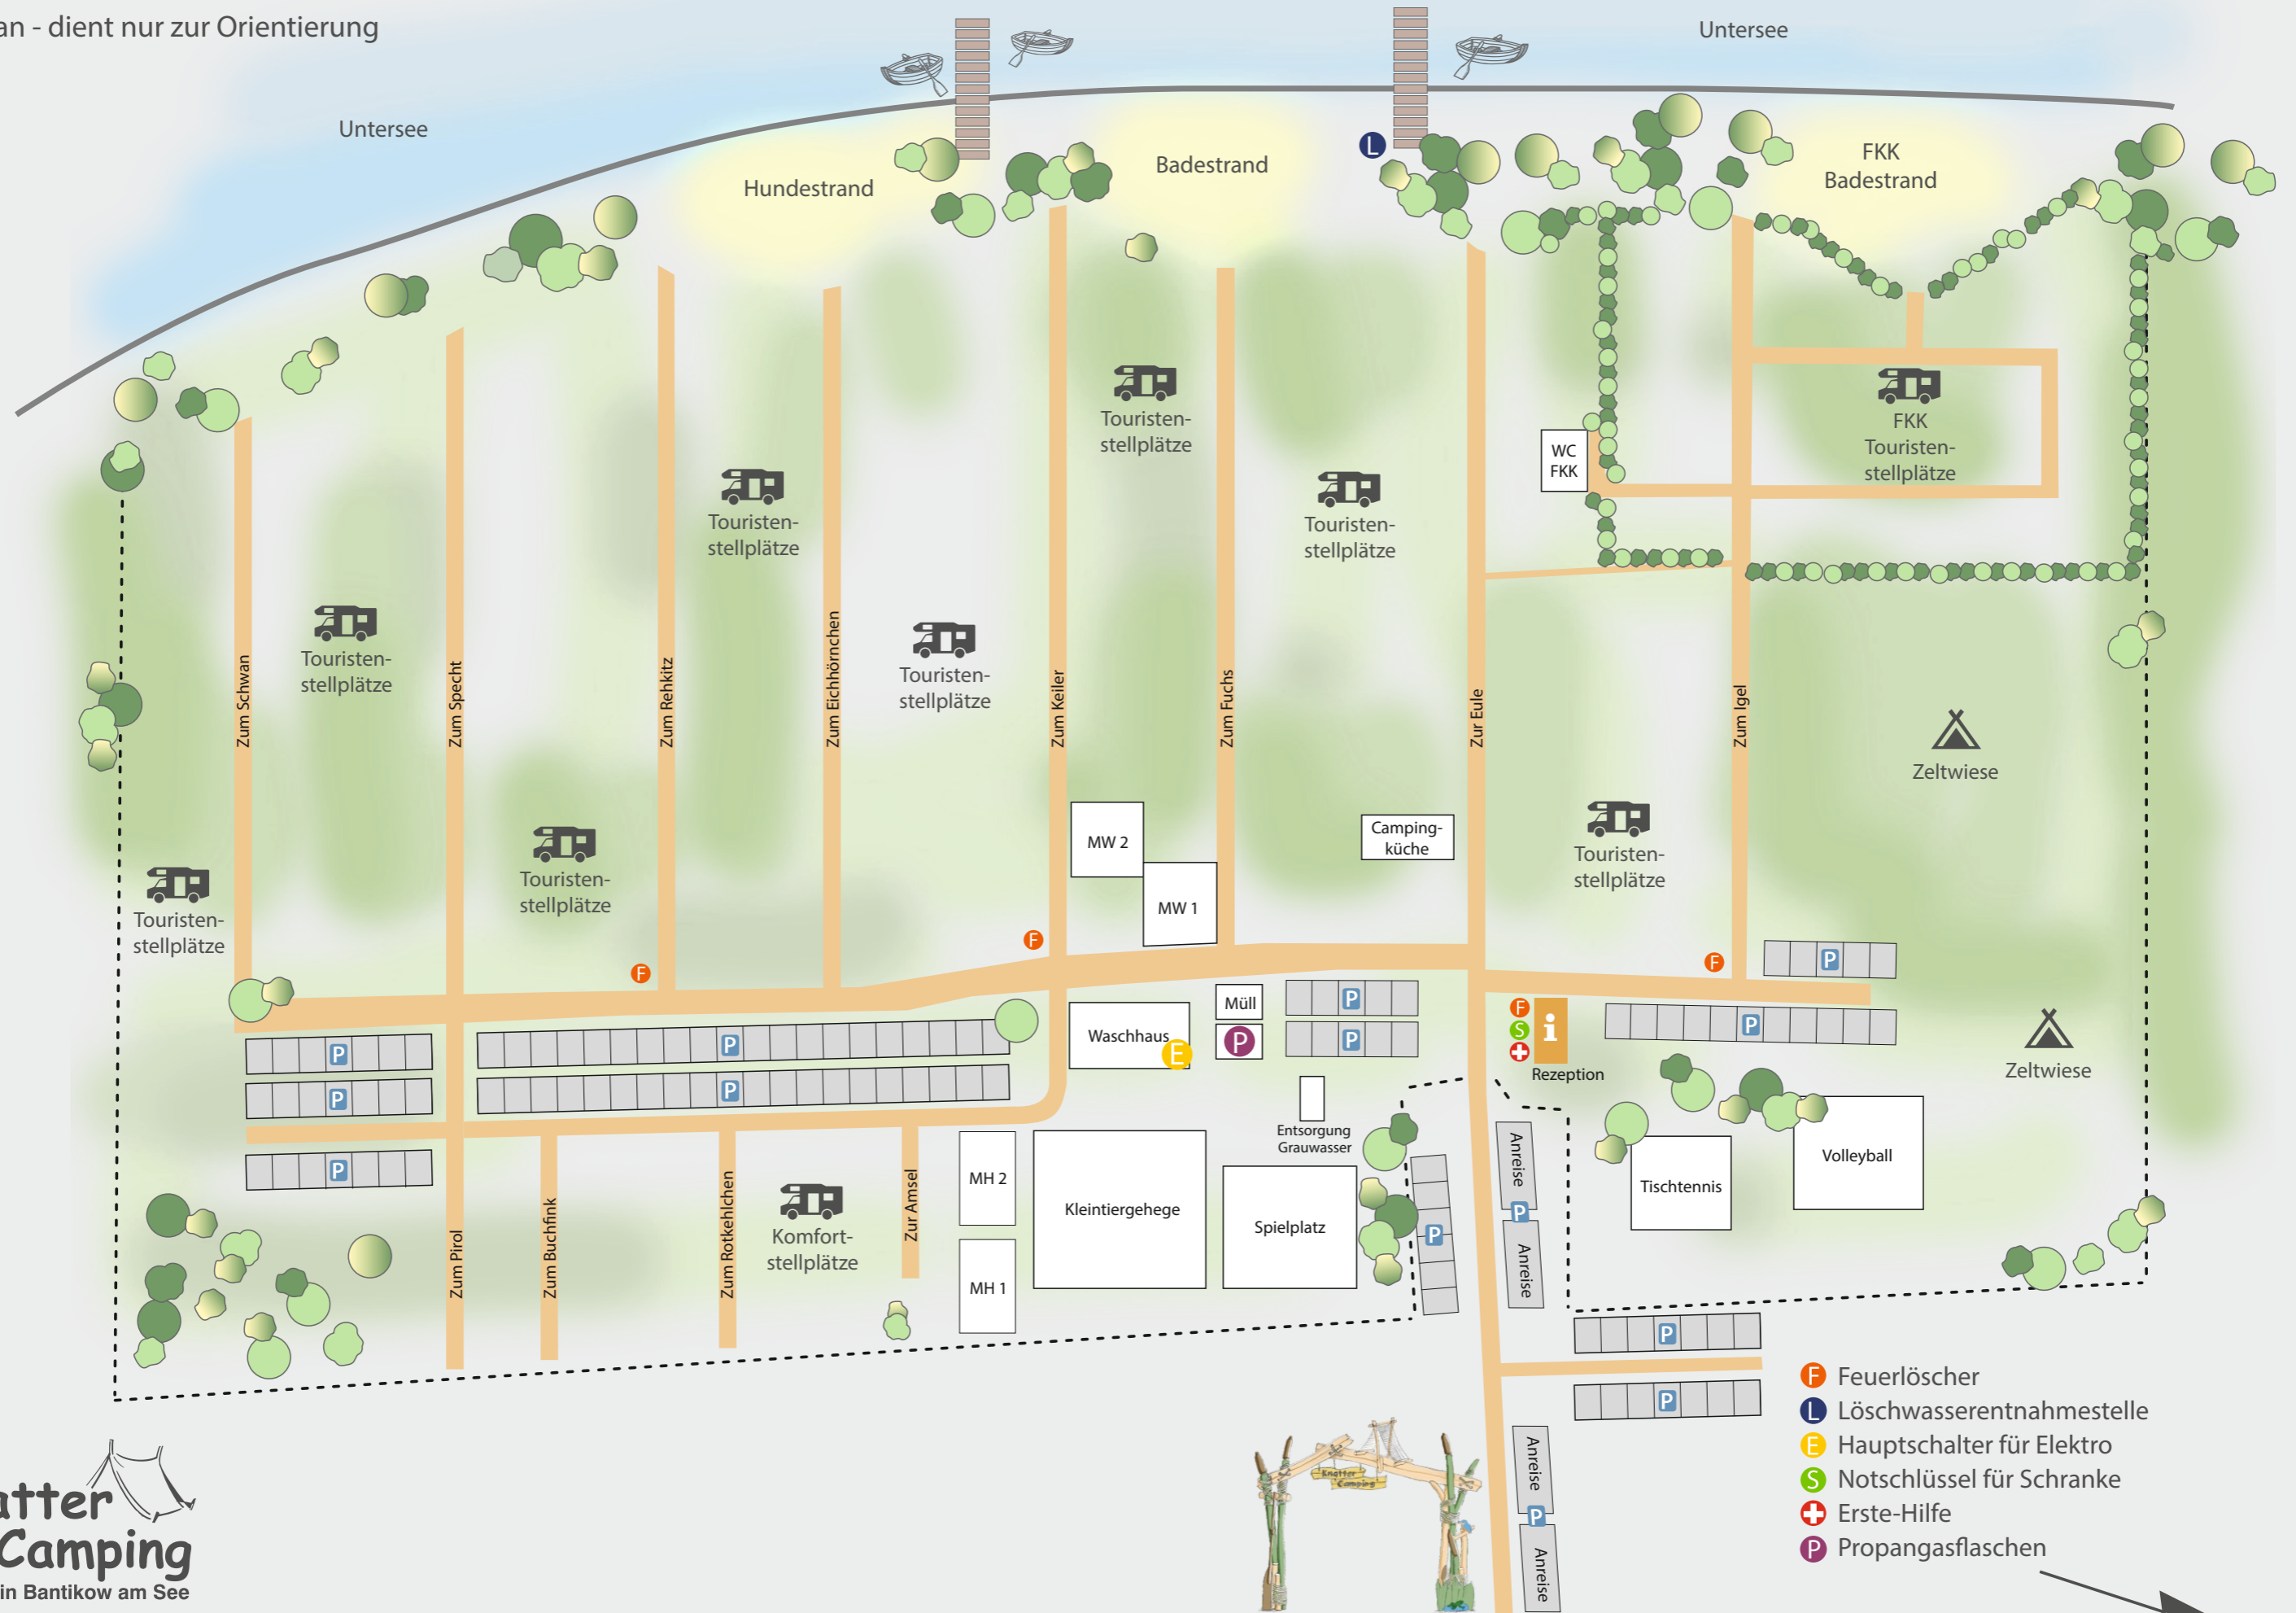 an - dient nur zur Orientierung
Untersee
Untersee
Hundestrand
Badestrand
L
FKK
Badestrand
Touristen-
stellplätze
FKK
Touristen-
stellplätze
WC
FKK
Touristen-
stellplätze
Touristen-
stellplätze
Touristen-
stellplätze
Touristen-
stellplätze
Zum Schwan
Zum Specht
Zum Rehkitz
Zum Eichhörnchen
Zum Keiler
Zum Fuchs
Zur Eule
Zum Igel
Zeltwiese
MW 2
MW 1
Camping-
küche
Touristen-
stellplätze
Touristen-
stellplätze
Touristen-
stellplätze
F
F
F
P
Müll
P
P
P
Waschhaus
E
P
P
P
P
P
P
F
S
i
Rezeption
Zeltwiese
Entsorgung
Grauwasser
P
Zum Pirol
Zum Buchfink
Zum Rotkehlchen
Komfort-
stellplätze
Zur Amsel
MH 2
MH 1
Kleintiergehege
Spielplatz
P
Anreise
P
Anreise
Tischtennis
Volleyball
P
P
Anreise
P
Anreise
Knatter
Camping
F Feuerlöscher
L Löschwasserentnahmestelle
E Hauptschalter für Elektro
S Notschlüssel für Schranke
Erste-Hilfe
P Propangasflaschen
atter
Camping
in Bantikow am See